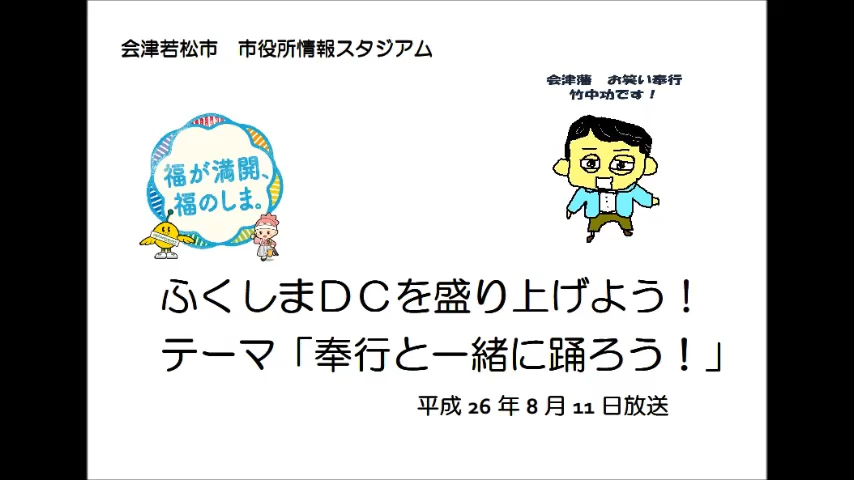 会津若松市　市役所情報スタジアム
会津藩　お笑い奉行
竹中功です！
福が満開、
福のしま。
ふくしまＤＣを盛り上げよう！
テーマ「奉行と一緒に踊ろう！」
平成 26 年 8 月 11 日放送